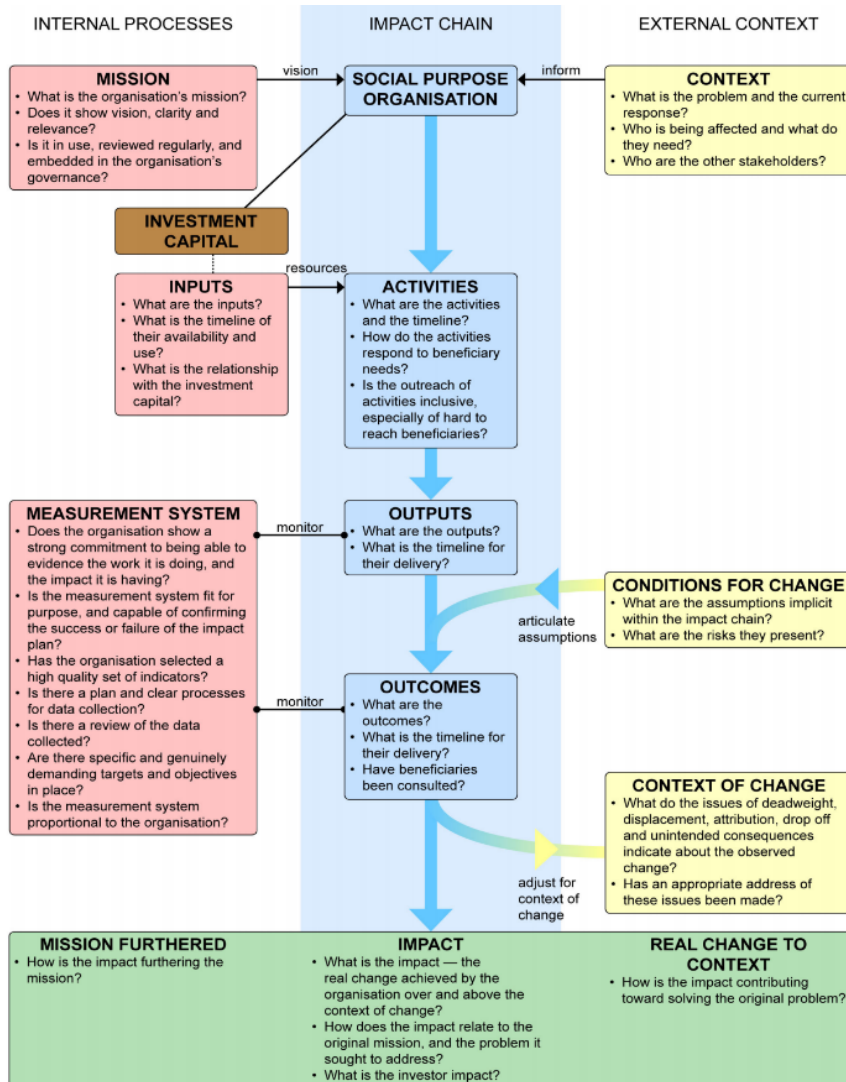 INTERNAL PROCESSES
IMPACT CHAIN
EXTERNAL CONTEXT
MISSION
• What is the organisation's mission?
• Does it show vision, clarity and
relevance?
• Is it in use, reviewed regularly, and
embedded in the organisation's
governance?
vision
SOCIAL PURPOSE
ORGANISATION
inform
CONTEXT
• What is the problem and the current
response?
• Who is being affected and what do
they need?
• Who are the other stakeholders?
INVESTMENT
CAPITAL
INPUTS
• What are the inputs?
• What is the timeline of
their availability and
use?
• What is the relationship
with the investment
capital?
resources
ACTIVITIES
• What are the activities
and the timeline?
• How do the activities
respond to beneficiary
needs?
• Is the outreach of
activities inclusive,
especially of hard to
reach beneficiaries?
MEASUREMENT SYSTEM
• Does the organisation show a
strong commitment to being able to
evidence the work it is doing, and
the impact it is having?
• Is the measurement system fit for
purpose, and capable of confirming
the success or failure of the impact
plan?
• Has the organisation selected a
high quality set of indicators?
• Is there a plan and clear processes
for data collection?
• Is there a review of the data
collected?
• Are there specific and genuinely
demanding targets and objectives
in place?
• Is the measurement system
proportional to the organisation?
monitor
OUTPUTS
• What are the outputs?
• What is the timeline for
their delivery?
articulate
assumptions
CONDITIONS FOR CHANGE
• What are the assumptions implicit
within the impact chain?
• What are the risks they present?
monitor
OUTCOMES
• What are the
outcomes?
• What is the timeline for
their delivery?
• Have beneficiaries
been consulted?
adjust for
context of
change
CONTEXT OF CHANGE
• What do the issues of deadweight,
displacement, attribution, drop off
and unintended consequences
indicate about the observed
change?
• Has an appropriate address of
these issues been made?
MISSION FURTHERED
• How is the impact furthering the
mission?
IMPACT
• What is the impact — the
real change achieved by the
organisation over and above the
context of change?
• How does the impact relate to the
original mission, and the problem it
sought to address?
• What is the investor impact?
REAL CHANGE TO
CONTEXT
• How is the impact contributing
toward solving the original problem?